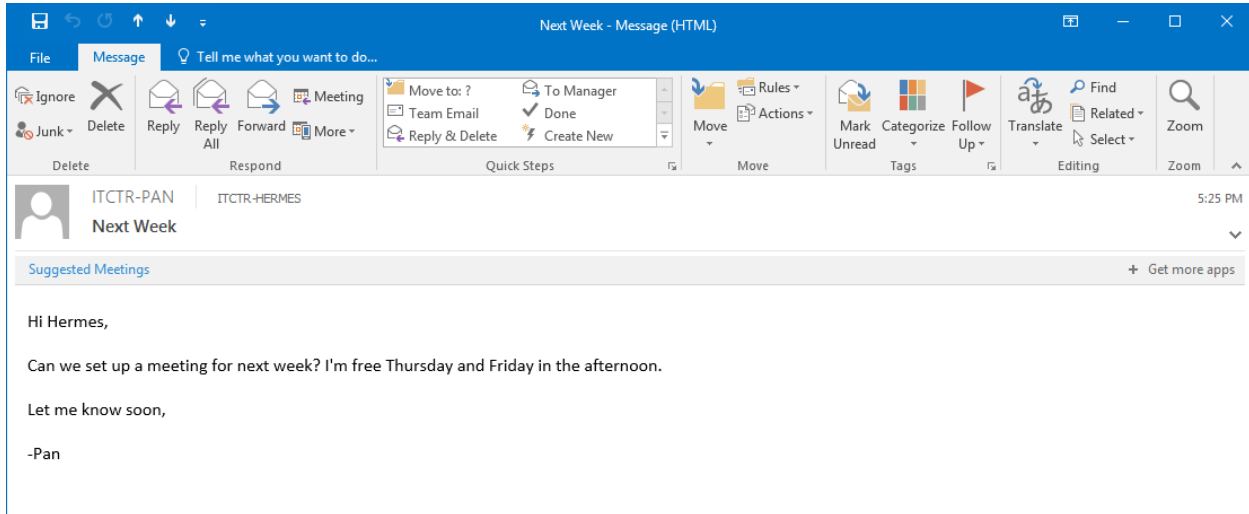 Next Week - Message (HTML)
File Message Tell me what you want to do...
Ignore
Junk
Delete
Reply
Reply All
Forward
Meeting
More
Move to: ?
To Manager
Team Email
Done
Reply & Delete
Create New
Move
Rules
Actions
Mark Unread
Categorize
Follow Up
Translate
Find
Related
Select
Zoom
Delete Respond Quick Steps Move Tags Editing Zoom
ITCTR-PAN ITCTR-HERMES 5:25 PM
Next Week
Suggested Meetings + Get more apps
Hi Hermes,
Can we set up a meeting for next week? I'm free Thursday and Friday in the afternoon.
Let me know soon,
-Pan